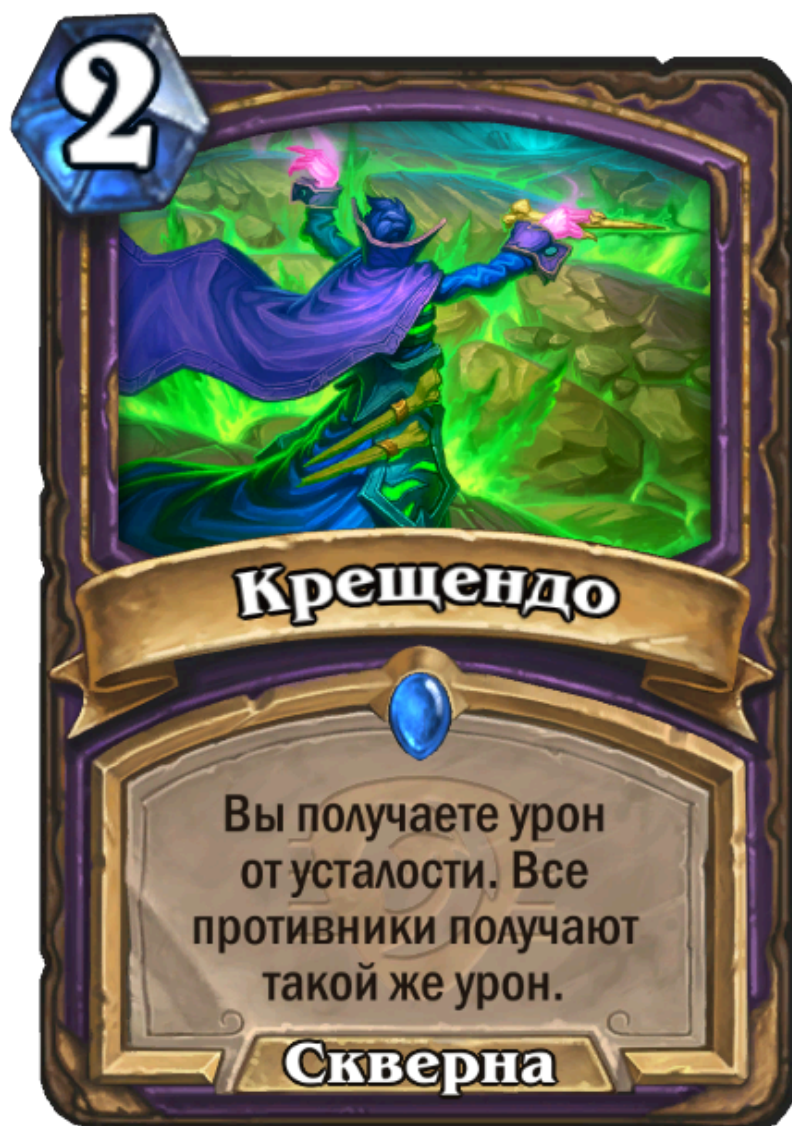 2
Крещендо
Вы получаете урон
от усталости. Все
противники получают
такой же урон.
Скверна